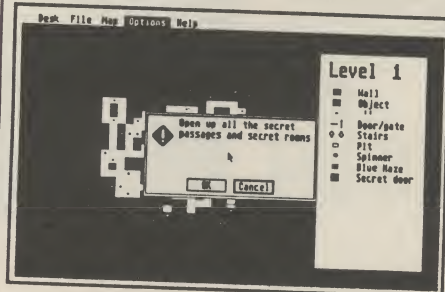 Desk File Map Options Help
Level 1
Wall
Object
Door/gate
Stairs
Pit
Spinner
Blue Haze
Secret door
Open up all the secret
passages and secret rooms
OK Cancel